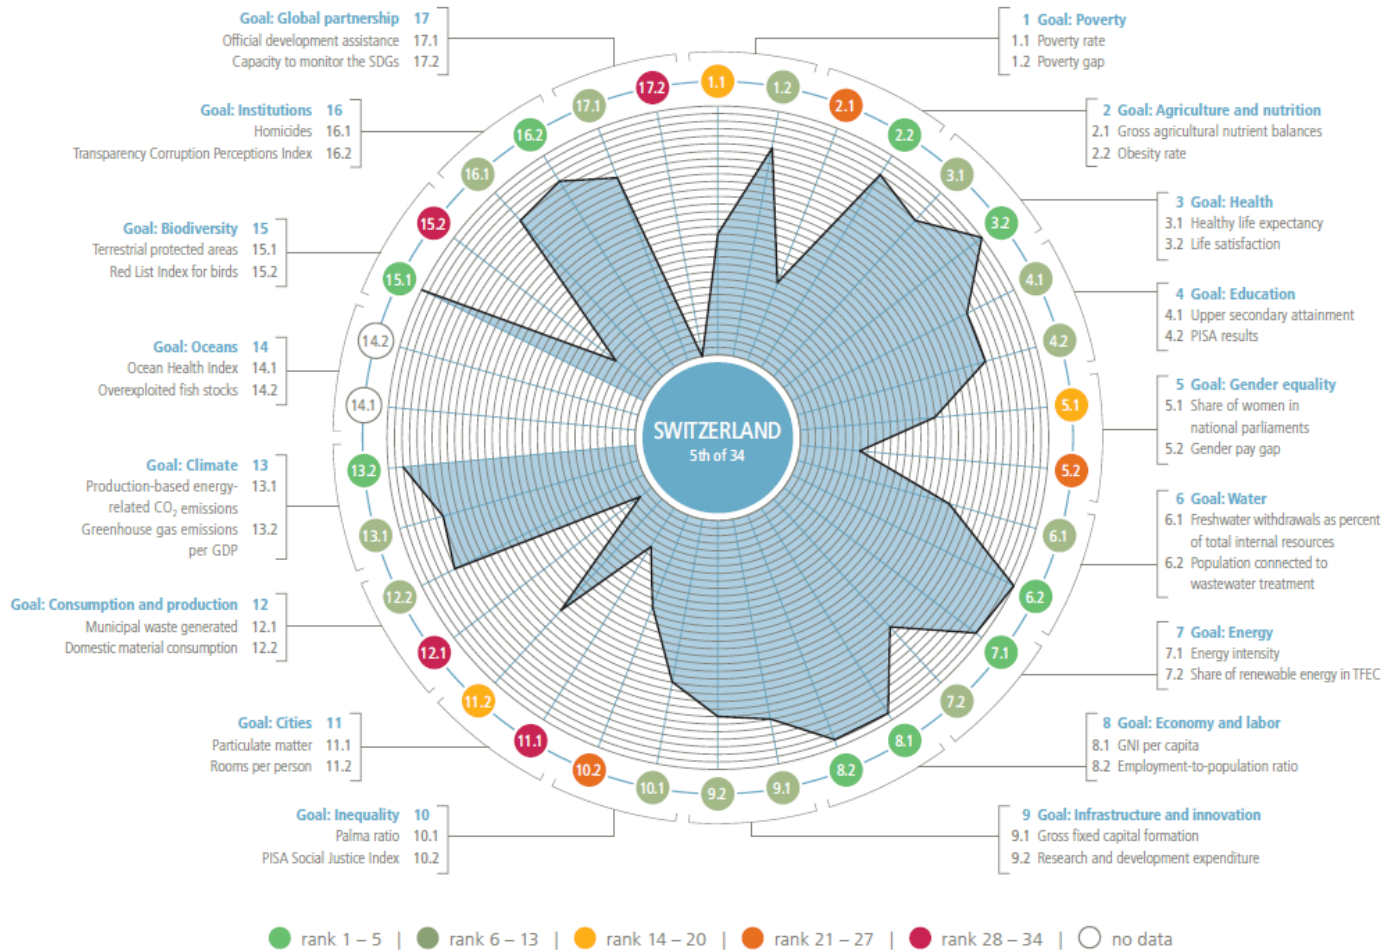 Goal: Global partnership 17
Official development assistance 17.1
Capacity to monitor the SDGs 17.2
1 Goal: Poverty
1.1 Poverty rate
1.2 Poverty gap
Goal: Institutions 16
Homicides 16.1
Transparency Corruption Perceptions Index 16.2
2 Goal: Agriculture and nutrition
2.1 Gross agricultural nutrient balances
2.2 Obesity rate
Goal: Biodiversity 15
Terrestrial protected areas 15.1
Red List Index for birds 15.2
3 Goal: Health
3.1 Healthy life expectancy
3.2 Life satisfaction
Goal: Oceans 14
Ocean Health Index 14.1
Overexploited fish stocks 14.2
4 Goal: Education
4.1 Upper secondary attainment
4.2 PISA results
Goal: Climate 13
Production-based energy- 13.1
related CO2 emissions
Greenhouse gas emissions 13.2
per GDP
5 Goal: Gender equality
5.1 Share of women in
national parliaments
5.2 Gender pay gap
Goal: Consumption and production 12
Municipal waste generated 12.1
Domestic material consumption 12.2
6 Goal: Water
6.1 Freshwater withdrawals as percent
of total internal resources
6.2 Population connected to
wastewater treatment
Goal: Cities 11
Particulate matter 11.1
Rooms per person 11.2
7 Goal: Energy
7.1 Energy intensity
7.2 Share of renewable energy in TFEC
Goal: Inequality 10
Palma ratio 10.1
PISA Social Justice Index 10.2
8 Goal: Economy and labor
8.1 GNI per capita
8.2 Employment-to-population ratio
9 Goal: Infrastructure and innovation
9.1 Gross fixed capital formation
9.2 Research and development expenditure
1.1
1.2
2.1
2.2
3.1
3.2
4.1
4.2
5.1
5.2
6.1
6.2
7.1
7.2
8.1
8.2
9.1
9.2
10.1
10.2
11.1
11.2
12.1
12.2
13.1
13.2
14.1
14.2
15.1
15.2
16.1
16.2
17.1
17.2
SWITZERLAND
5th of 34
rank 1 – 5 | rank 6 – 13 | rank 14 – 20 | rank 21 – 27 | rank 28 – 34 | no data